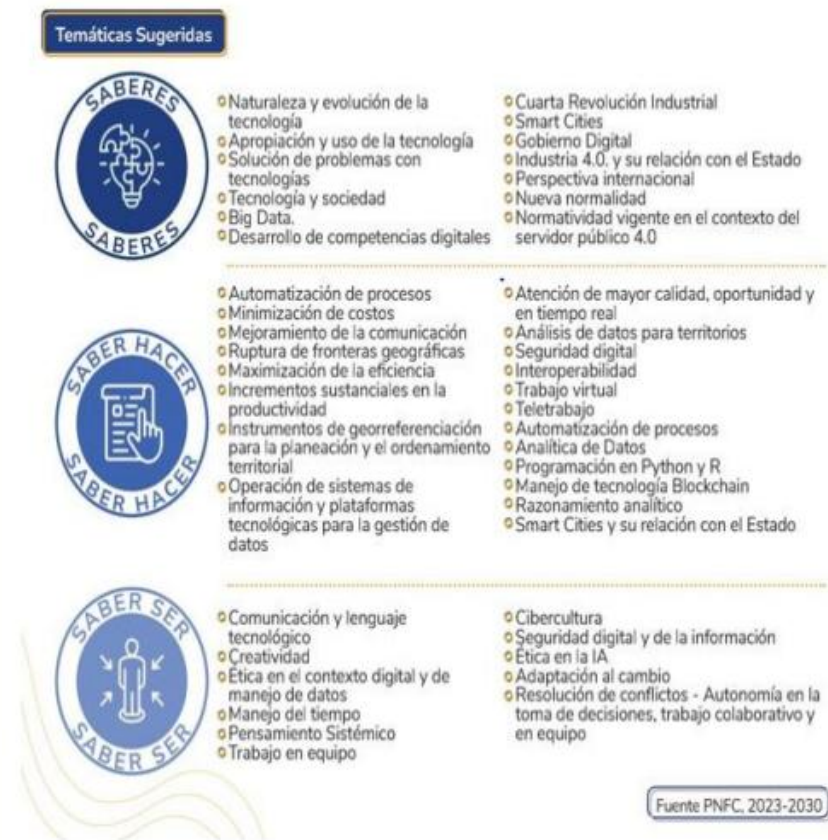 Temáticas Sugeridas
SABERES
SABERES
Naturaleza y evolución de la
tecnología
Apropiación y uso de la tecnología
Solución de problemas con
tecnologías
Tecnología y sociedad
Big Data.
Desarrollo de competencias digitales
Cuarta Revolución Industrial
Smart Cities
Gobierno Digital
Industria 4.0. y su relación con el Estado
Perspectiva internacional
Nueva normalidad
Normatividad vigente en el contexto del
servidor público 4.0
SABER HACER
SABER HACER
Automatización de procesos
Minimización de costos
Mejoramiento de la comunicación
Ruptura de fronteras geográficas
Maximización de la eficiencia
Incrementos sustanciales en la
productividad
Instrumentos de georreferenciación
para la planeación y el ordenamiento
territorial
Operación de sistemas de
información y plataformas
tecnológicas para la gestión de
datos
Atención de mayor calidad, oportunidad y
en tiempo real
Análisis de datos para territorios
Seguridad digital
Interoperabilidad
Trabajo virtual
Teletrabajo
Automatización de procesos
Analítica de Datos
Programación en Python y R
Manejo de tecnología Blockchain
Razonamiento analítico
Smart Cities y su relación con el Estado
SABER SER
SABER SER
Comunicación y lenguaje
tecnológico
Creatividad
Ética en el contexto digital y de
manejo de datos
Manejo del tiempo
Pensamiento Sistémico
Trabajo en equipo
Cibercultura
Seguridad digital y de la información
Ética en la IA
Adaptación al cambio
Resolución de conflictos - Autonomía en la
toma de decisiones, trabajo colaborativo y
en equipo
Fuente PNFC, 2023-2030